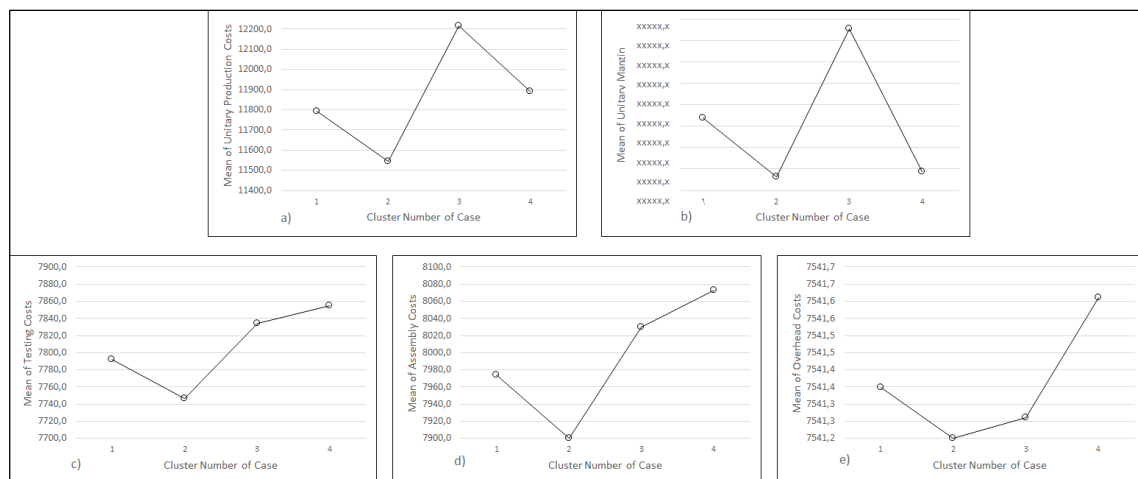 Mean of Unitary Production Costs
12200,0
12100,0
12000,0
11900,0
11800,0
11700,0
11600,0
11500,0
11400,0
1 2 3 4
a)
Cluster Number of Case
Mean of Unitary Margin
xxxxx,x
xxxxx,x
xxxxx,x
xxxxx,x
xxxxx,x
xxxxx,x
xxxxx,x
xxxxx,x
xxxxx,x
xxxxx,x
1 2 3 4
b)
Cluster Number of Case
Mean of Testing Costs
7900,0
7880,0
7860,0
7840,0
7820,0
7800,0
7780,0
7760,0
7740,0
7720,0
7700,0
1 2 3 4
c)
Cluster Number of Case
Mean of Assembly Costs
8100,0
8080,0
8060,0
8040,0
8020,0
8000,0
7980,0
7960,0
7940,0
7920,0
7900,0
1 2 3 4
d)
Cluster Number of Case
Mean of Overhead Costs
7541,7
7541,7
7541,6
7541,6
7541,5
7541,5
7541,4
7541,4
7541,3
7541,3
7541,2
1 2 3 4
e)
Cluster Number of Case